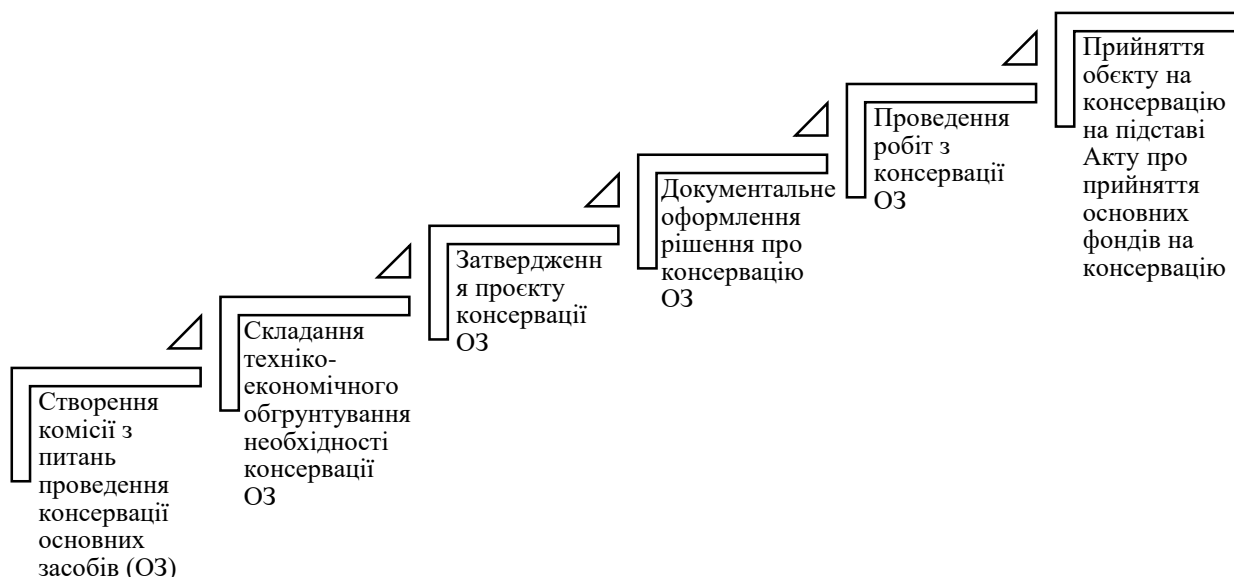 Створення
комісії з
питань
проведення
консервації
основних
засобів (ОЗ)
Складання
техніко-
економічного
обгрунтування
необхідності
консервації
ОЗ
Затвердженн
я проєкту
консервації
ОЗ
Документальне
оформлення
рішення про
консервацію
ОЗ
Проведення
робіт з
консервації
ОЗ
Прийняття
обєкту на
консервацію
на підставі
Акту про
прийняття
основних
фондів на
консервацію